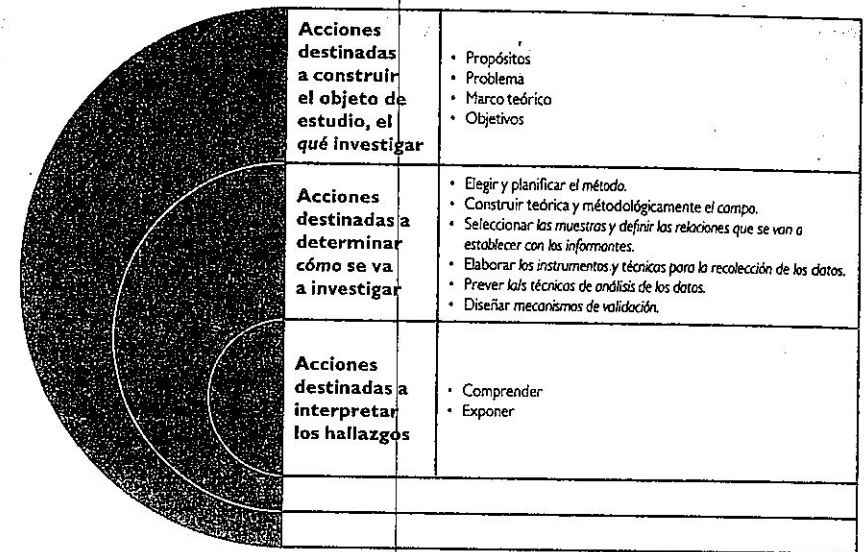 Acciones
destinadas
a construir
el objeto de
estudio, el
qué investigar
• Propósitos
• Problema
• Marco teórico
• Objetivos
Acciones
destinadas a
determinar
cómo se va
a investigar
• Elegir y planificar el método.
• Construir teórica y métodológicamente el campo.
• Seleccionar las muestras y definir las relaciones que se van a
establecer con los informantes.
• Elaborar los instrumentos y técnicas para la recolección de los datos.
• Prever la/s técnicas de análisis de los datos.
• Diseñar mecanismos de validación.
Acciones
destinadas a
interpretar
los hallazgos
• Comprender
• Exponer